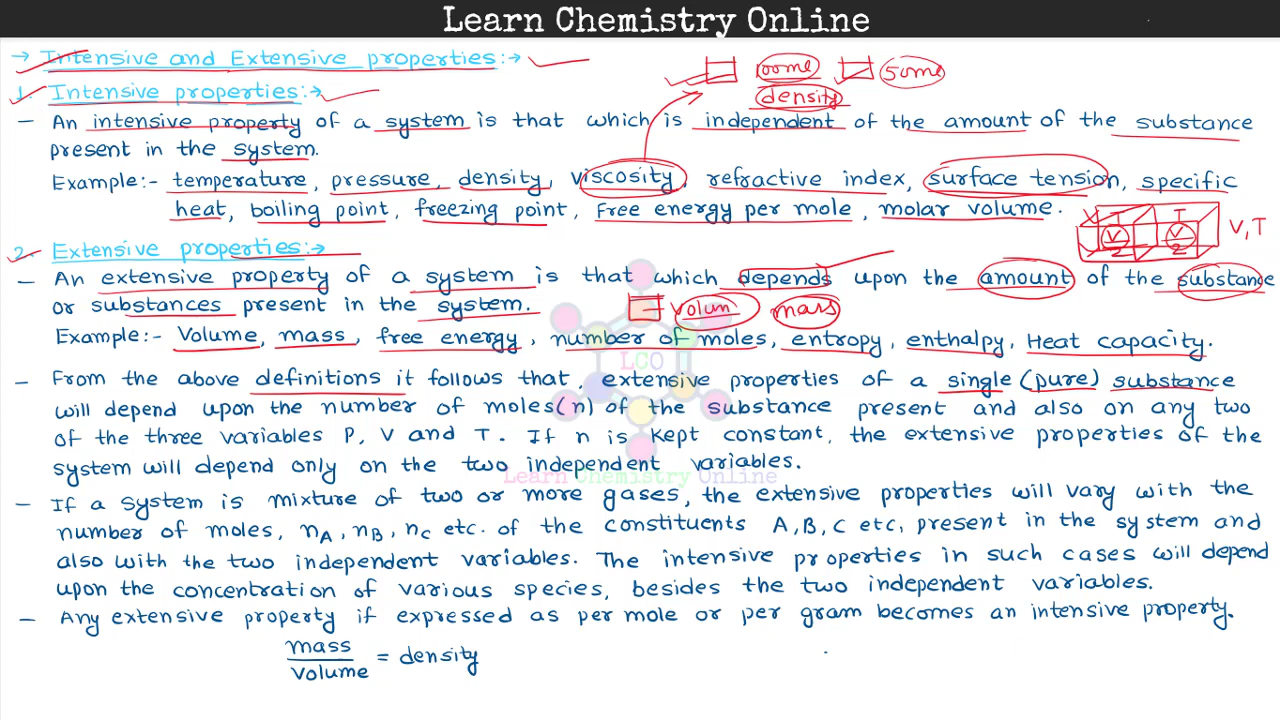 Learn Chemistry Online
→ Intensive and Extensive properties:→
1. Intensive properties:→
100ml 50ml
density
- An intensive property of a system is that which is independent of the amount of the substance
present in the system.
Example:- temperature, pressure, density, viscosity, refractive index, surface tension, specific
heat, boiling point, freezing point, Free energy per mole, molar volume.
V T T
V/2 V/2 V,T
2. Extensive properties:→
- An extensive property of a system is that which depends upon the amount of the substance
or substances present in the system.
volum mass
Example:- Volume, mass, free energy, number of moles, entropy, enthalpy, Heat capacity.
LCO
- From the above definitions it follows that, extensive properties of a single (pure) substance
will depend upon the number of moles(n) of the substance present and also on any two
of the three variables P, V and T. If n is kept constant, the extensive properties of the
system will depend only on the two independent variables.
Learn Chemistry Online
- If a system is mixture of two or more gases, the extensive properties will vary with the
number of moles, nA, nB, nC etc. of the constituents A,B,C etc, present in the system and
also with the two independent variables. The intensive properties in such cases will depend
upon the concentration of various species, besides the two independent variables.
- Any extensive property if expressed as per mole or per gram becomes an intensive property.
mass/volume = density